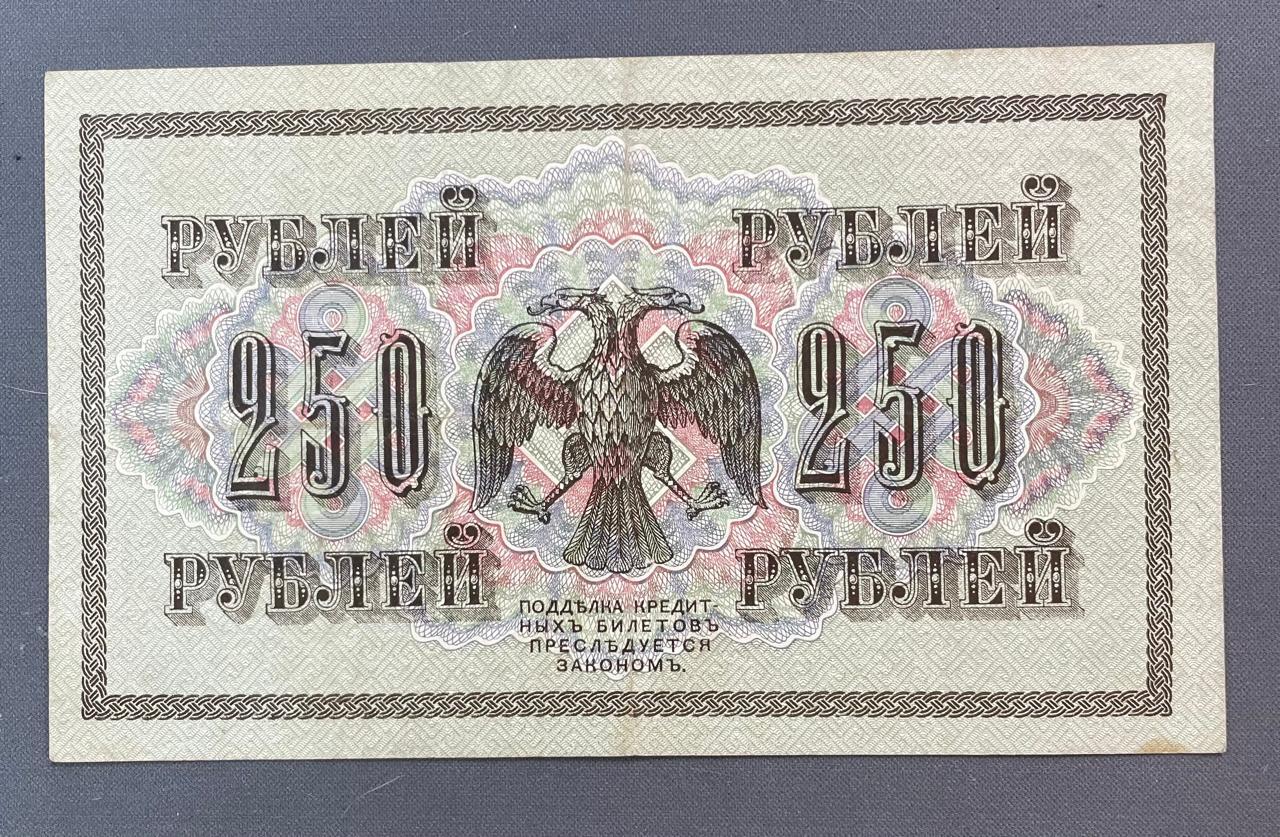 РУБЛЕЙ РУБЛЕЙ
250 250
РУБЛЕЙ РУБЛЕЙ
ПОДДѢЛКА КРЕДИТ-
НЫХЪ БИЛЕТОВЪ
ПРЕСЛѢДУЕТСЯ
ЗАКОНОМЪ.